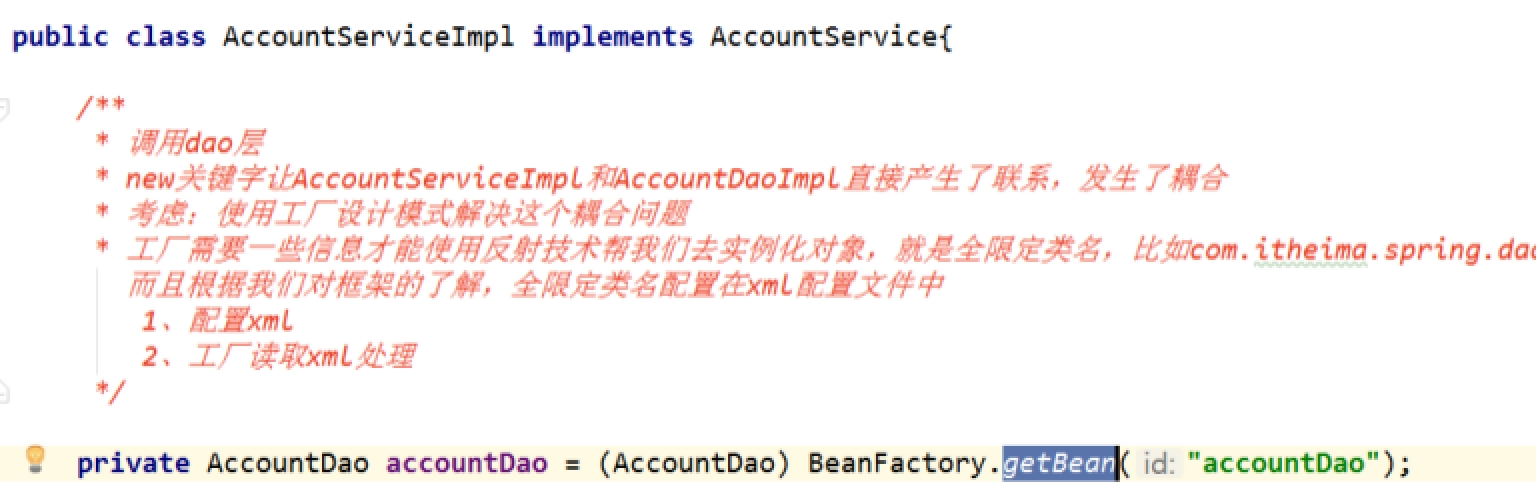 public class AccountServiceImpl implements AccountService{
/**
* 调用dao层
* new关键字让AccountServiceImpl和AccountDaoImpl直接产生了联系，发生了耦合
* 考虑：使用工厂设计模式解决这个耦合问题
* 工厂需要一些信息才能使用反射技术帮我们去实例化对象，就是全限定类名，比如com.itheima.spring.dao
而且根据我们对框架的了解，全限定类名配置在xml配置文件中
1、配置xml
2、工厂读取xml处理
*/
private AccountDao accountDao = (AccountDao) BeanFactory.getBean( id: "accountDao");